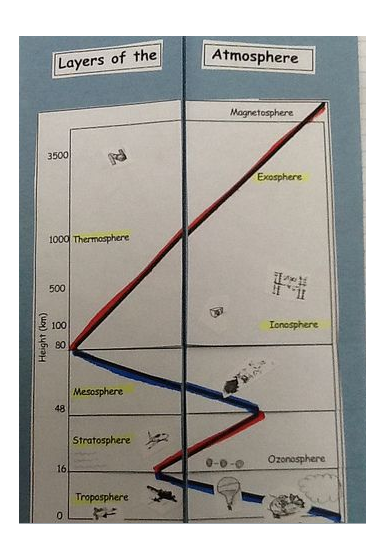 Layers of the
Atmosphere
Magnetosphere
3500
Exosphere
1000
Thermosphere
500
Ionosphere
100
80
Height (km)
Mesosphere
48
Stratosphere
Ozonosphere
16
Troposphere
0